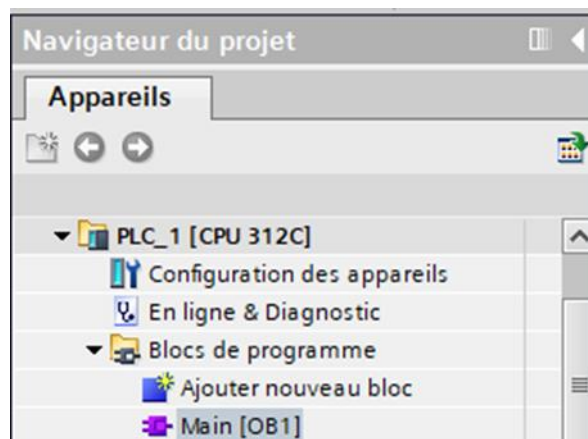 Navigateur du projet
Appareils
PLC_1 [CPU 312C]
Configuration des appareils
En ligne & Diagnostic
Blocs de programme
Ajouter nouveau bloc
Main [OB1]